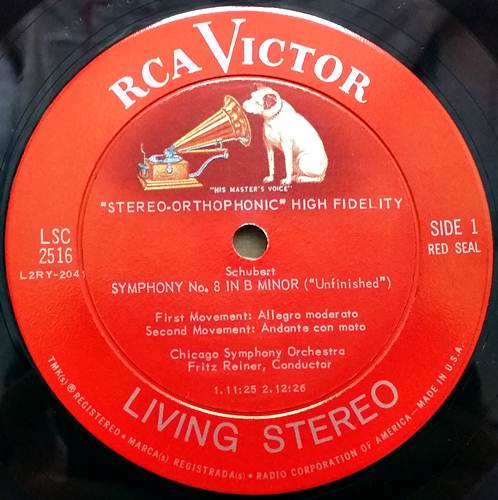 RCA VICTOR
"HIS MASTER'S VOICE"
"STEREO-ORTHOPHONIC" HIGH FIDELITY
LSC
2516
L2RY-204
SIDE 1
RED SEAL
Schubert
SYMPHONY No. 8 IN B MINOR ("Unfinished")
First Movement: Allegro moderato
Second Movement: Andante con moto
Chicago Symphony Orchestra
Fritz Reiner, Conductor
1. 11:25 2. 12:26
LIVING STEREO
TMK(s) ® REGISTERED • MARCA(s) REGISTRADA(s) • RADIO CORPORATION OF AMERICA—MADE IN U.S.A.